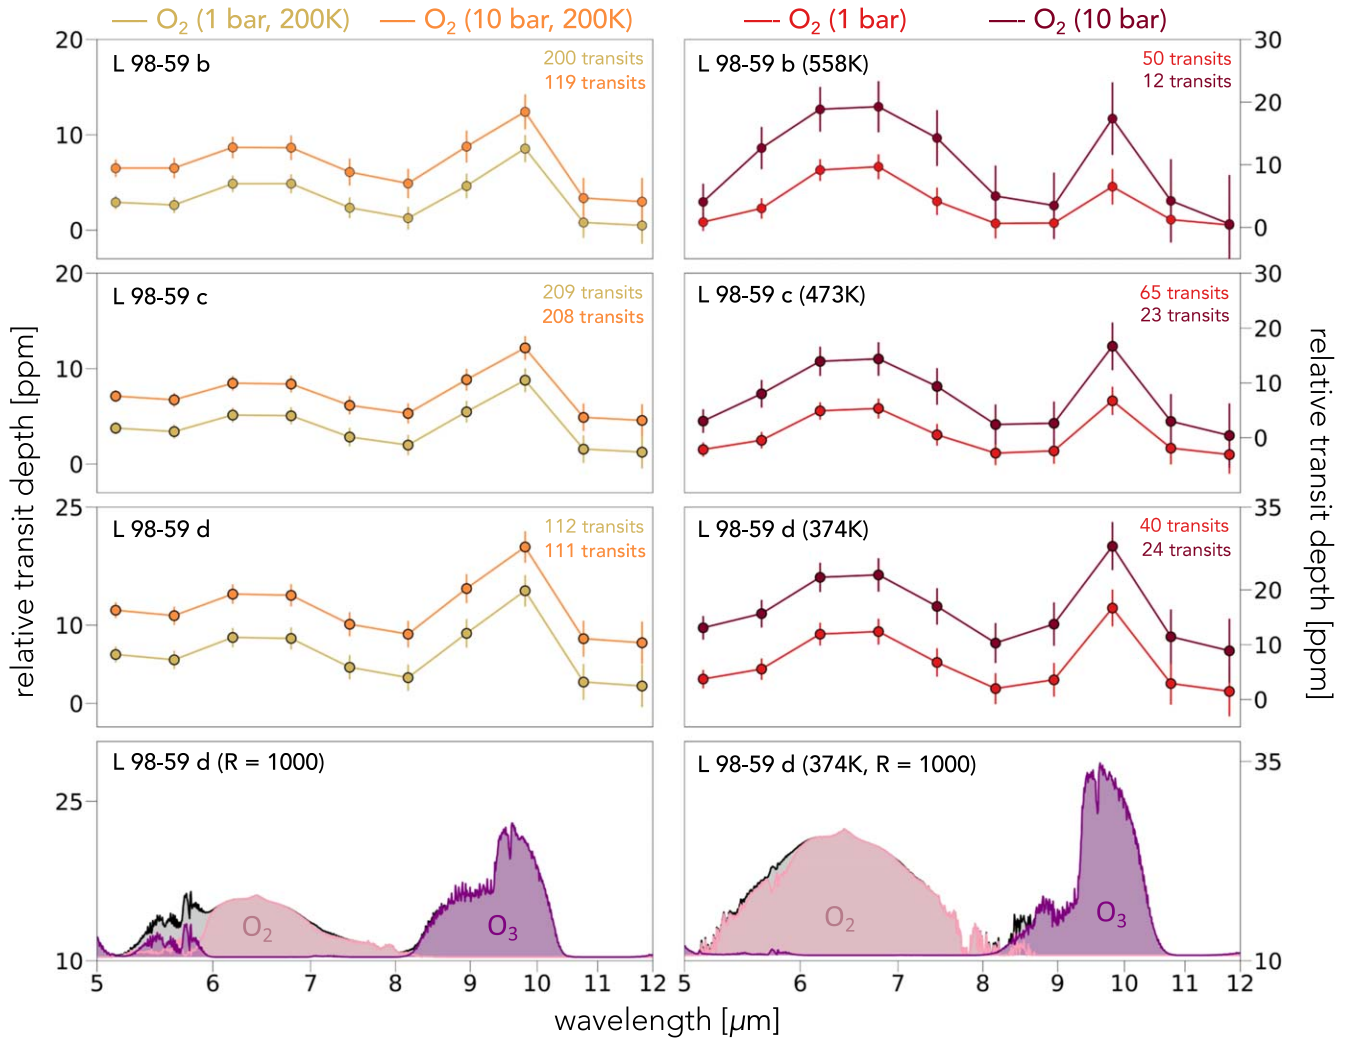 O2 (1 bar, 200K) O2 (10 bar, 200K) O2 (1 bar) O2 (10 bar)
20
10
0
L 98-59 b
200 transits
119 transits
L 98-59 b (558K)
50 transits
12 transits
30
20
10
0
20
10
0
L 98-59 c
209 transits
208 transits
L 98-59 c (473K)
65 transits
23 transits
30
20
10
0
25
10
0
L 98-59 d
112 transits
111 transits
L 98-59 d (374K)
40 transits
24 transits
35
20
10
0
relative transit depth [ppm]
relative transit depth [ppm]
L 98-59 d (R = 1000)
25
10
O2
O3
L 98-59 d (374K, R = 1000)
35
10
O2
O3
5 6 7 8 9 10 11 12
5 6 7 8 9 10 11 12
wavelength [μm]